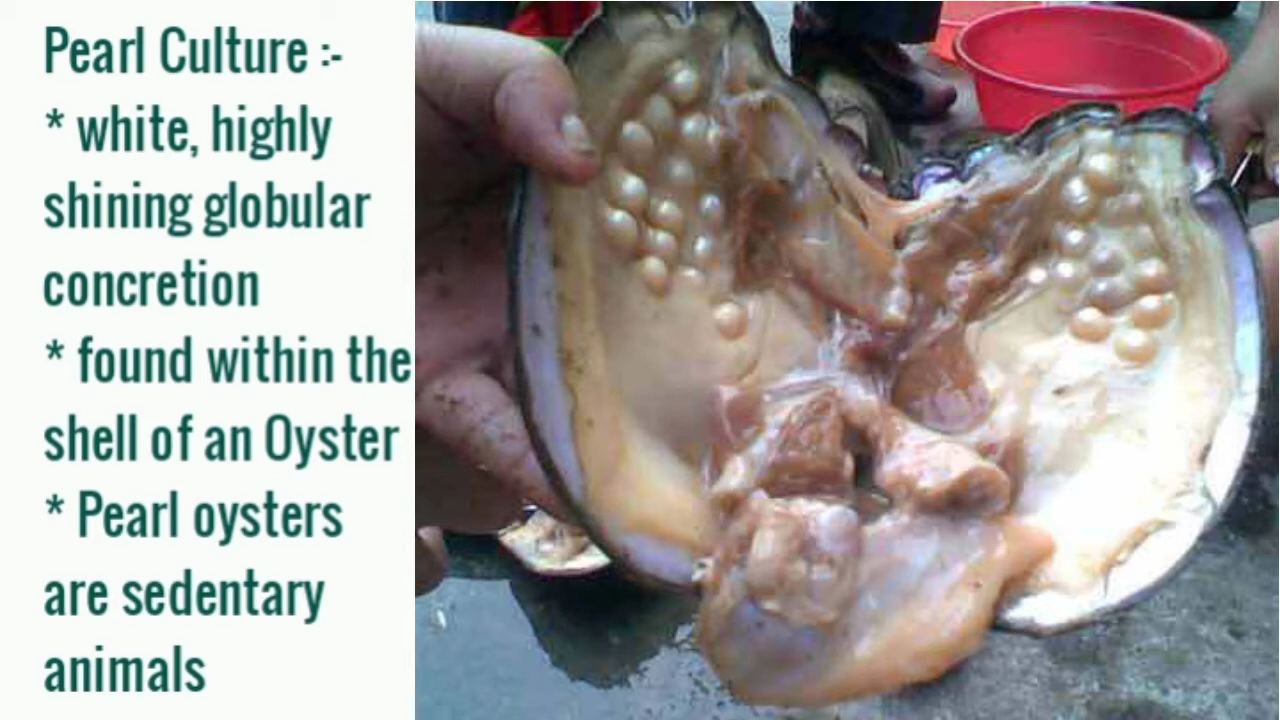 Pearl Culture :-
* white, highly
shining globular
concretion
* found within the
shell of an Oyster
* Pearl oysters
are sedentary
animals